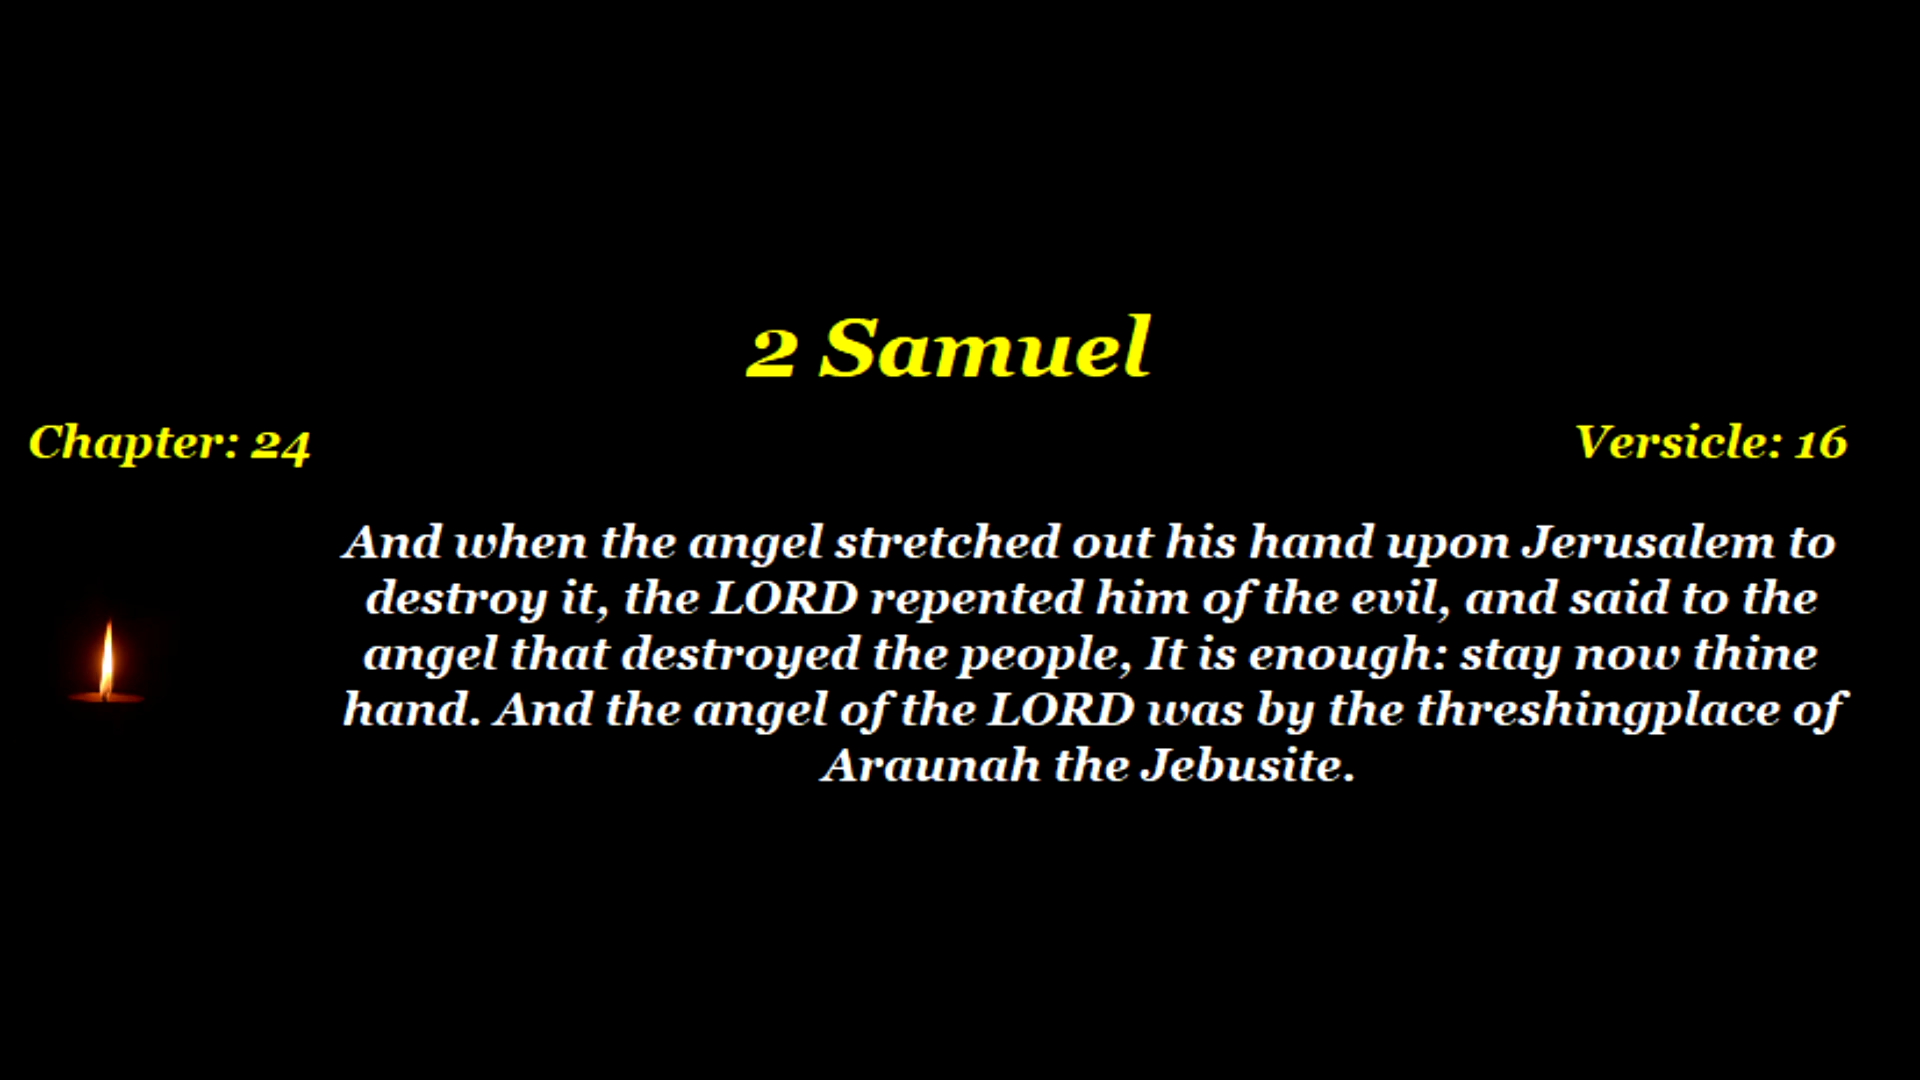 2 Samuel
Chapter: 24
Versicle: 16
And when the angel stretched out his hand upon Jerusalem to
destroy it, the LORD repented him of the evil, and said to the
angel that destroyed the people, It is enough: stay now thine
hand. And the angel of the LORD was by the threshingplace of
Araunah the Jebusite.